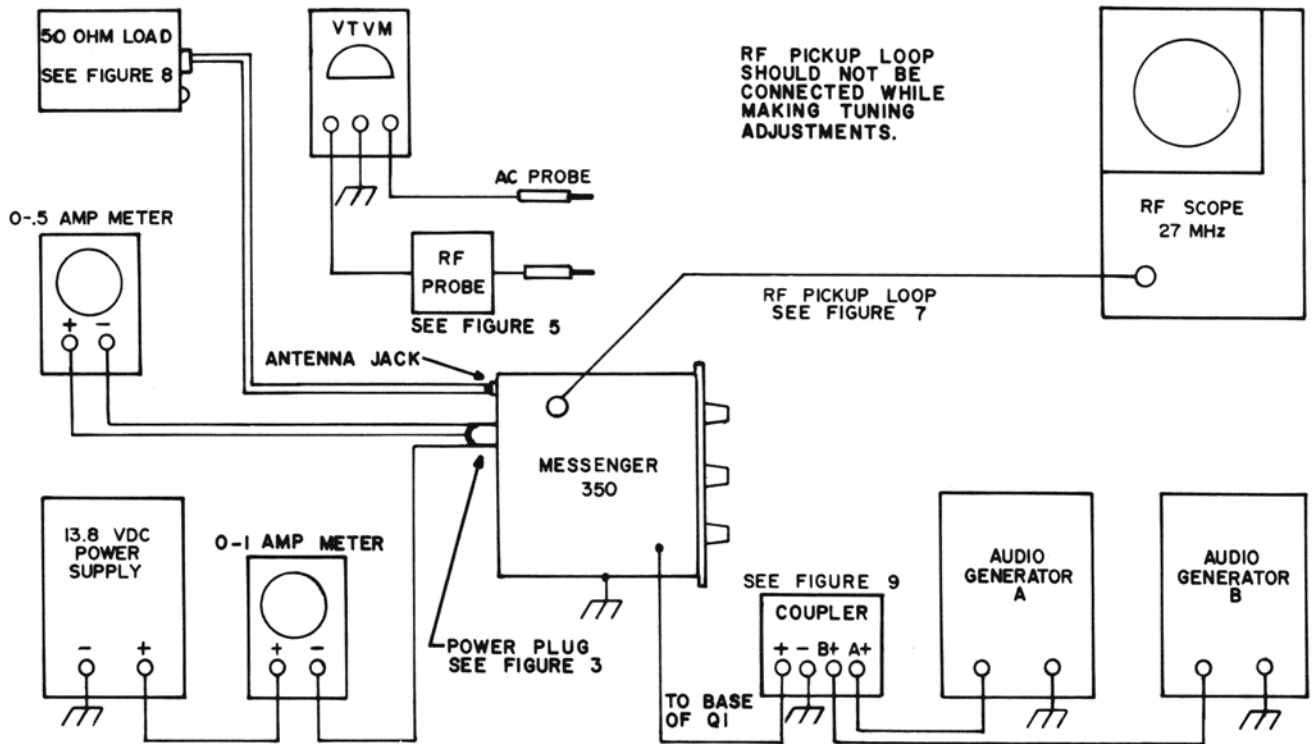 50 OHM LOAD
SEE FIGURE 8
VTVM
RF PICKUP LOOP
SHOULD NOT BE
CONNECTED WHILE
MAKING TUNING
ADJUSTMENTS.
AC PROBE
RF SCOPE
27 MHz
0-.5 AMP METER
+ -
RF
PROBE
SEE FIGURE 5
RF PICKUP LOOP
SEE FIGURE 7
ANTENNA JACK
MESSENGER
350
13.8 VDC
POWER
SUPPLY
- +
0-1 AMP METER
+ -
POWER PLUG
SEE FIGURE 3
TO BASE
OF Q1
SEE FIGURE 9
COUPLER
+ - B+ A+
AUDIO
GENERATOR
A
AUDIO
GENERATOR
B